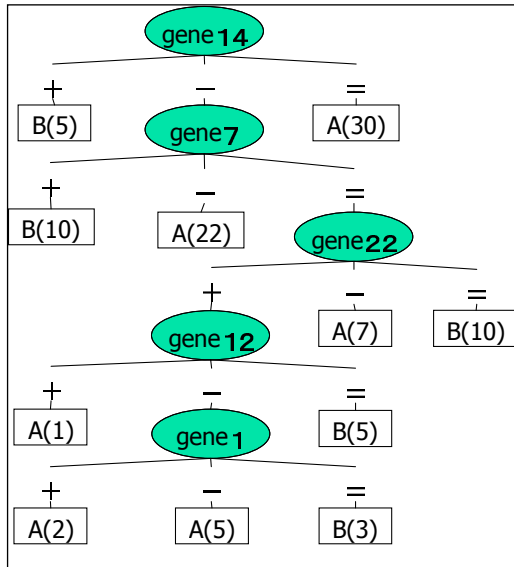 gene14
+ − =
B(5) A(30)
gene7
+ − =
B(10) A(22)
gene22
+ − =
A(7) B(10)
gene12
+ − =
A(1) B(5)
gene1
+ − =
A(2) A(5) B(3)